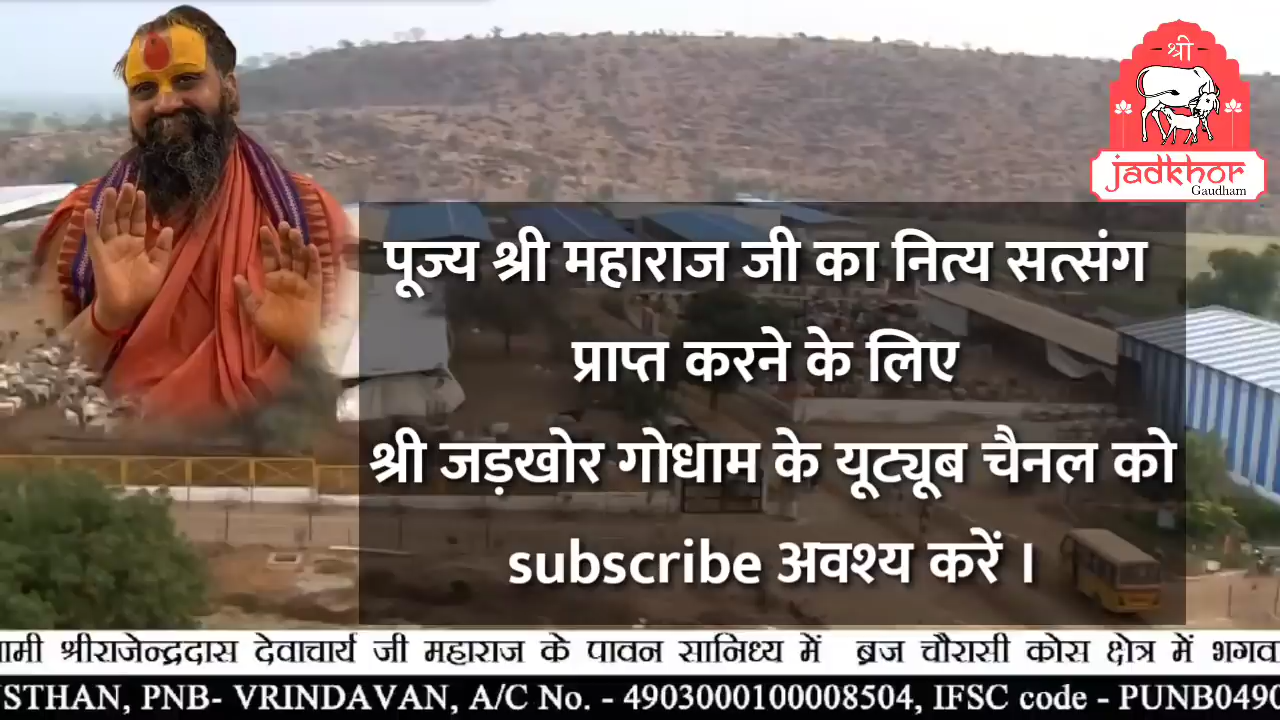 श्री
jadkhor
Gaudham
पूज्य श्री महाराज जी का नित्य सत्संग
प्राप्त करने के लिए
श्री जड़खोर गोधाम के यूट्यूब चैनल को
subscribe अवश्य करें ।
श्रीराजेन्द्रदास देवाचार्य जी महाराज के पावन सानिध्य में ब्रज चौरासी कोस क्षेत्र में
PNB- VRINDAVAN, A/C No. - 4903000100008504, IFSC code -